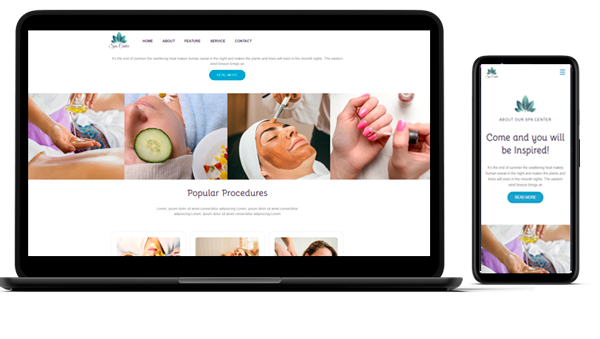 Spa Center
HOME ABOUT FEATURE SERVICE CONTACT
It's the end of summer the sweltering heat makes human sweat in the night and makes the plants and trees wilt even in the moonlit nights. The eastern
wind breeze brings an
READ MORE
Popular Procedures
Lorem, ipsum dolor sit amet consectetur adipisicing Lorem, ipsum dolor sit amet consectetur
adipisicing Lorem, ipsum dolor sit amet consectetur adipisicing Lorem
ABOUT OUR SPA CENTER
Come and you will
be Inspired!
It's the end of summer the sweltering heat makes
human sweat in the night and makes the plants and
trees wilt even in the moonlit nights. The eastern
wind breeze brings an
READ MORE